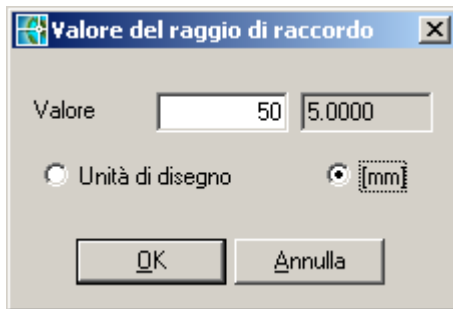 Valore del raggio di raccordo
Valore 50 5.0000
Unità di disegno [mm]
OK Annulla